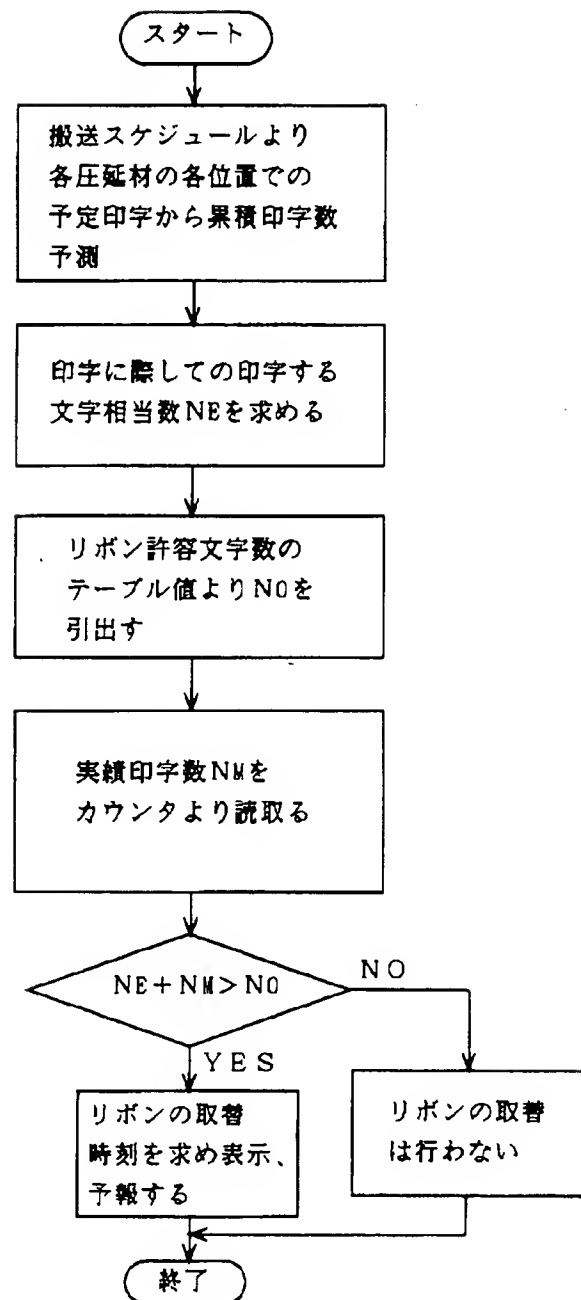 スタート
搬送スケジュールより
各圧延材の各位置での
予定印字から累積印字数
予測
印字に際しての印字する
文字相当数NEを求める
リボン許容文字数の
テーブル値よりN0を
引出す
実績印字数NMを
カウンタより読取る
NE+NM>N0
NO
YES
リボンの取替
時刻を求め表示、
予報する
リボンの取替
は行わない
終了